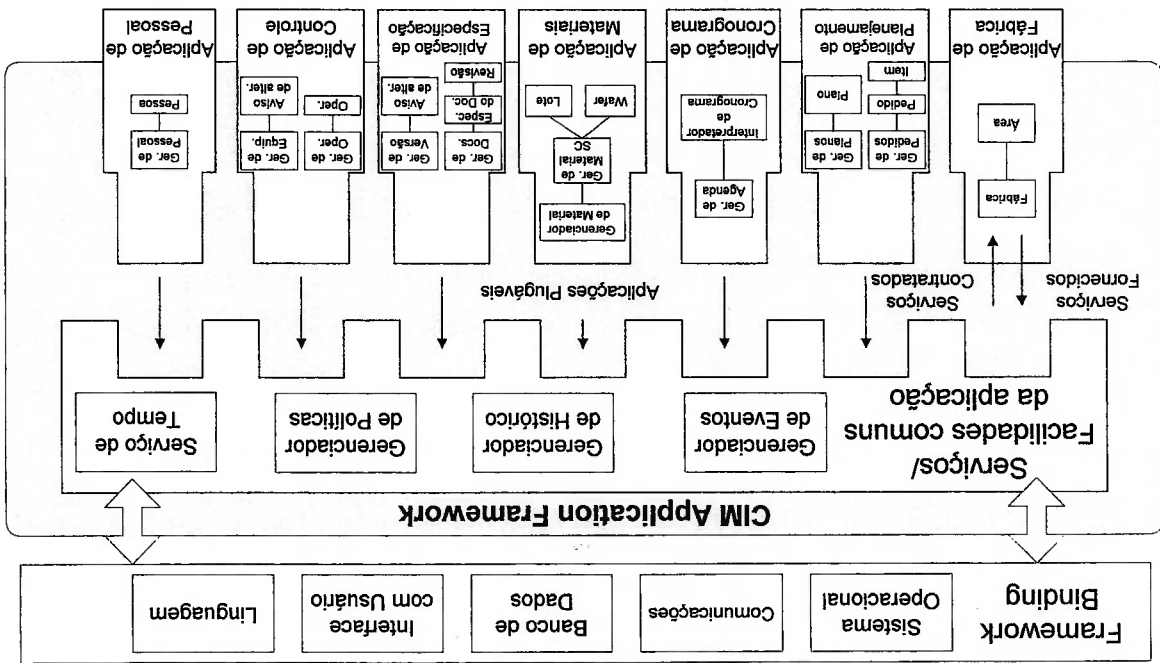 Framework
Binding
Sistema
Operacional
Comunicações
Banco de
Dados
Interface
com Usuário
Linguagem
CIM Application Framework
Serviços/
Facilidades comuns
da aplicação
Gerenciador
de Eventos
Gerenciador
de Histórico
Gerenciador
de Políticas
Serviço de
Tempo
Serviços
Fornecidos
Serviços
Contratados
Aplicações Plugáveis
Fábrica
Área
Aplicação de
Fábrica
Ger. de
Pedidos
Pedido
Item
Ger. de
Planos
Plano
Aplicação de
Planejamento
Ger. de
Agenda
interpretador
de
Cronograma
Aplicação de
Cronograma
Gerenciador
de Material
Ger. de
Material
SC
Wafer
Lote
Aplicação de
Materiais
Ger. de
Docs.
Espec.
do Doc.
Revisão
Ger. de
Versão
Aviso
de alter.
Aplicação de
Especificação
Ger. de
Oper.
Oper.
Ger. de
Equip.
Aviso
de alter.
Aplicação de
Controle
Ger. de
Pessoal
Pessoa
Aplicação de
Pessoal